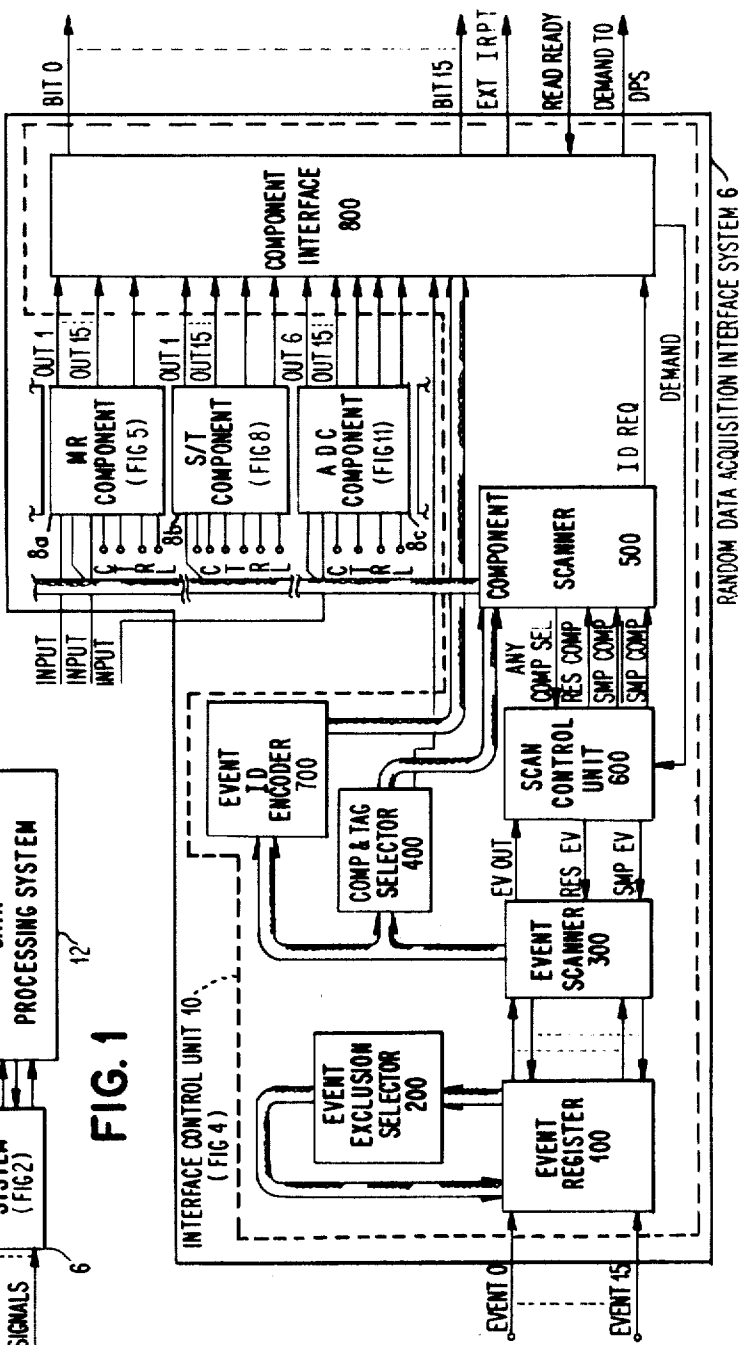 SIGNALS
SYSTEM
(FIG2)
6
PROCESSING SYSTEM
12
FIG. 1
INTERFACE CONTROL UNIT 10
(FIG 4)
EVENT 0
EVENT 15
EVENT
REGISTER
100
EVENT
EXCLUSION
SELECTOR
200
EVENT
SCANNER
300
EV OUT
RES EV
SMP EV
SCAN
CONTROL
UNIT
600
ANY
COMP SEL
RES COMP
SMP COMP
SMP COMP
COMPONENT
SCANNER
500
EVENT
ID
ENCODER
700
COMP & TAG
SELECTOR
400
INPUT
INPUT
INPUT
8a
MR
COMPONENT
(FIG 5)
C
T
R
L
8b
S/T
COMPONENT
(FIG 8)
C
T
R
L
8c
ADC
COMPONENT
(FIG 11)
C
T
R
L
OUT 1
OUT 15
OUT 1
OUT 15
OUT 6
OUT 15
ID REQ
DEMAND
COMPONENT
INTERFACE
800
BIT 0
BIT 15
EXT IRPT
READ READY
DEMAND TO
DPS
RANDOM DATA ACQUISITION INTERFACE SYSTEM 6